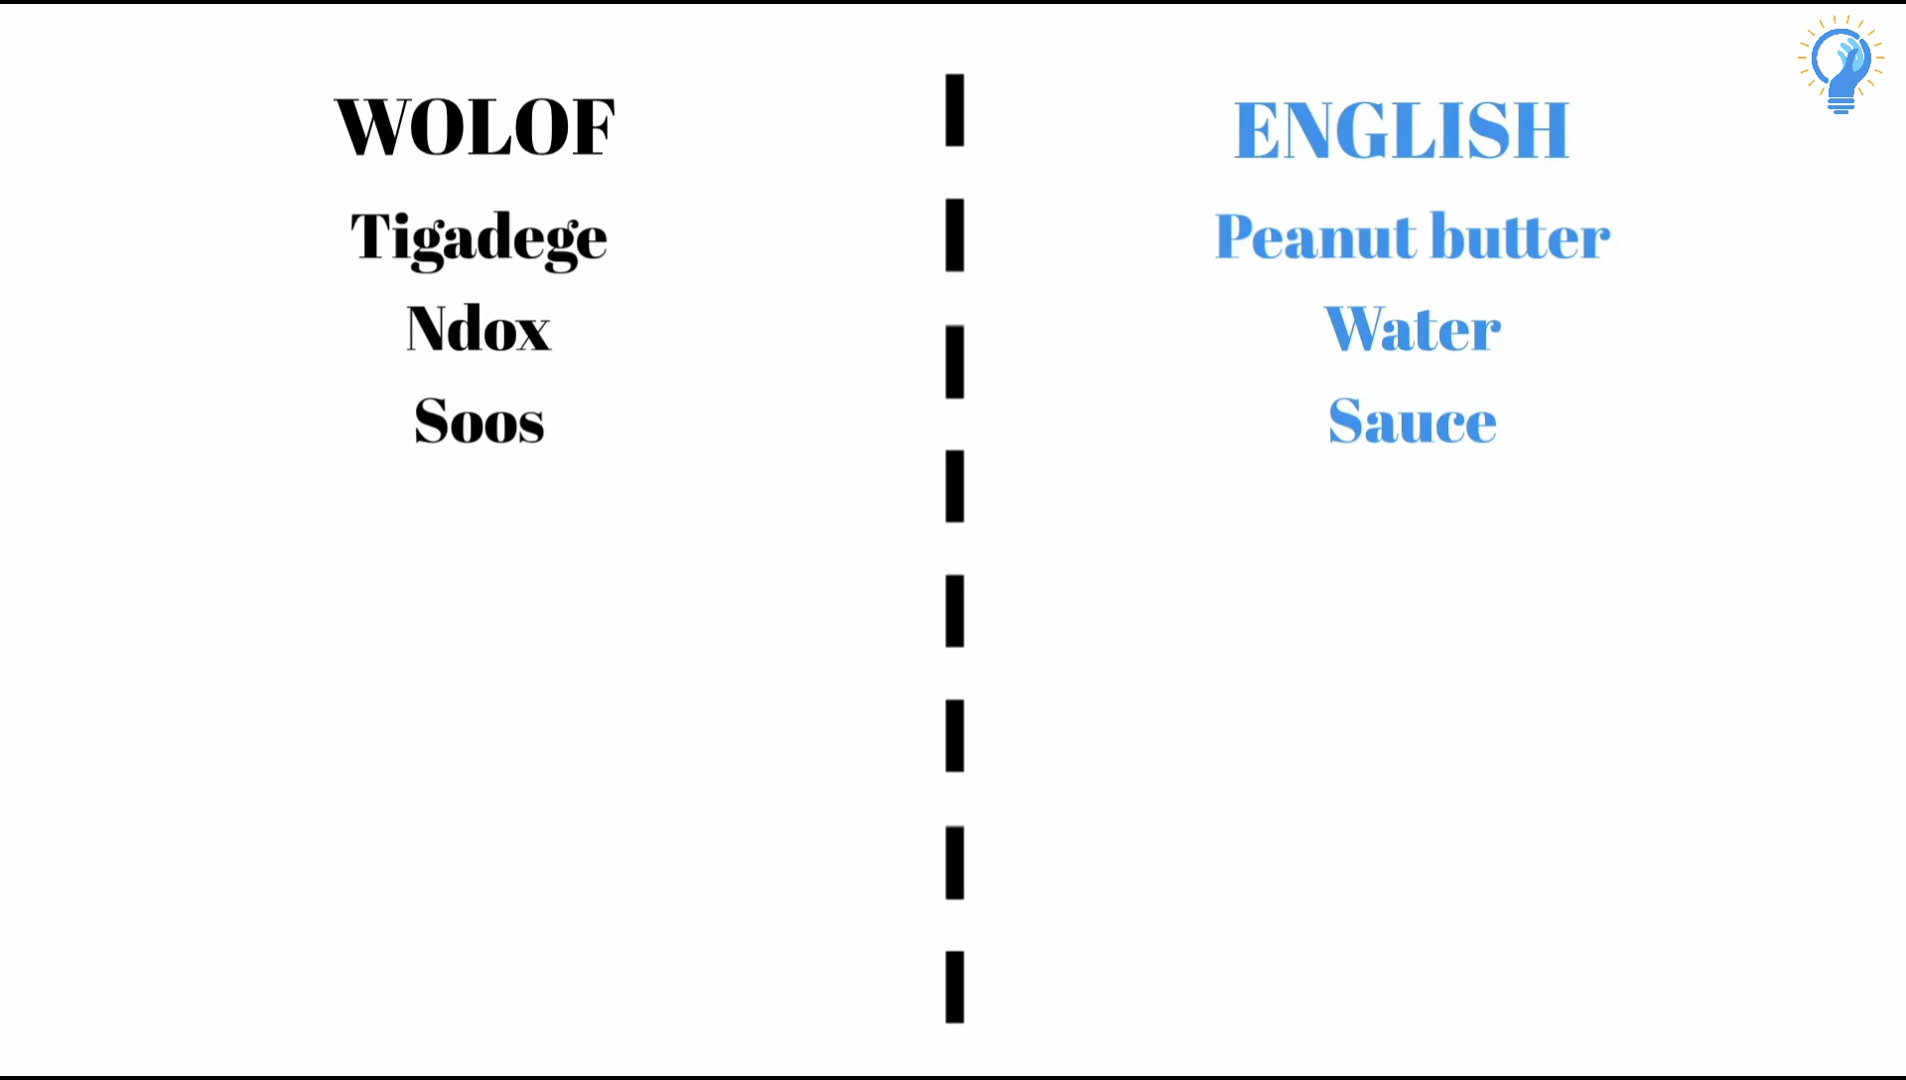 WOLOF
Tigadege
Ndox
Soos
ENGLISH
Peanut butter
Water
Sauce